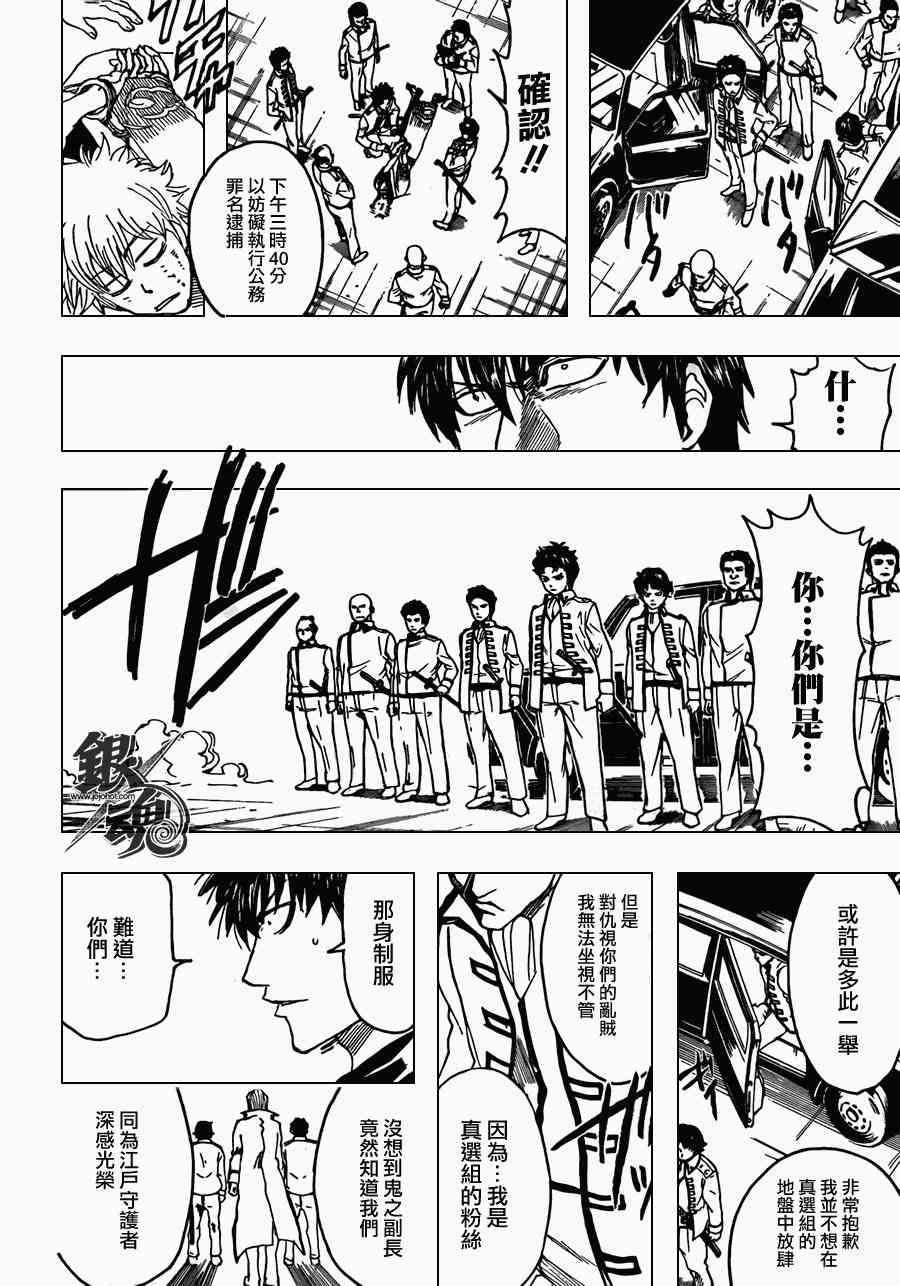 確認!!
下午三時40分
以妨礙執行公務
罪名逮捕
什…
你…你們是…
或許是多此一舉
非常抱歉
我並不想在
真選組的
地盤中放肆
但是
對仇視你們的亂賊
我無法坐視不管
因為…我是
真選組的粉絲
那身制服
難道…
你們…
沒想到鬼之副長
竟然知道我們
同為江戶守護者
深感光榮
銀魂
www.jojohot.com